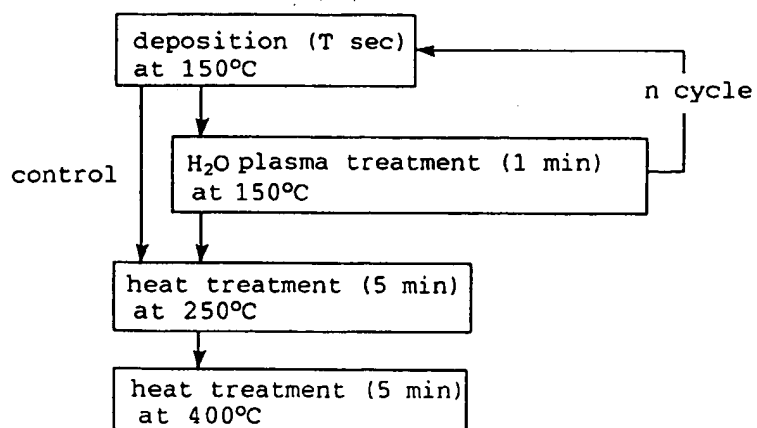 deposition (T sec)
at 150°C
n cycle
H₂O plasma treatment (1 min)
at 150°C
control
heat treatment (5 min)
at 250°C
heat treatment (5 min)
at 400°C